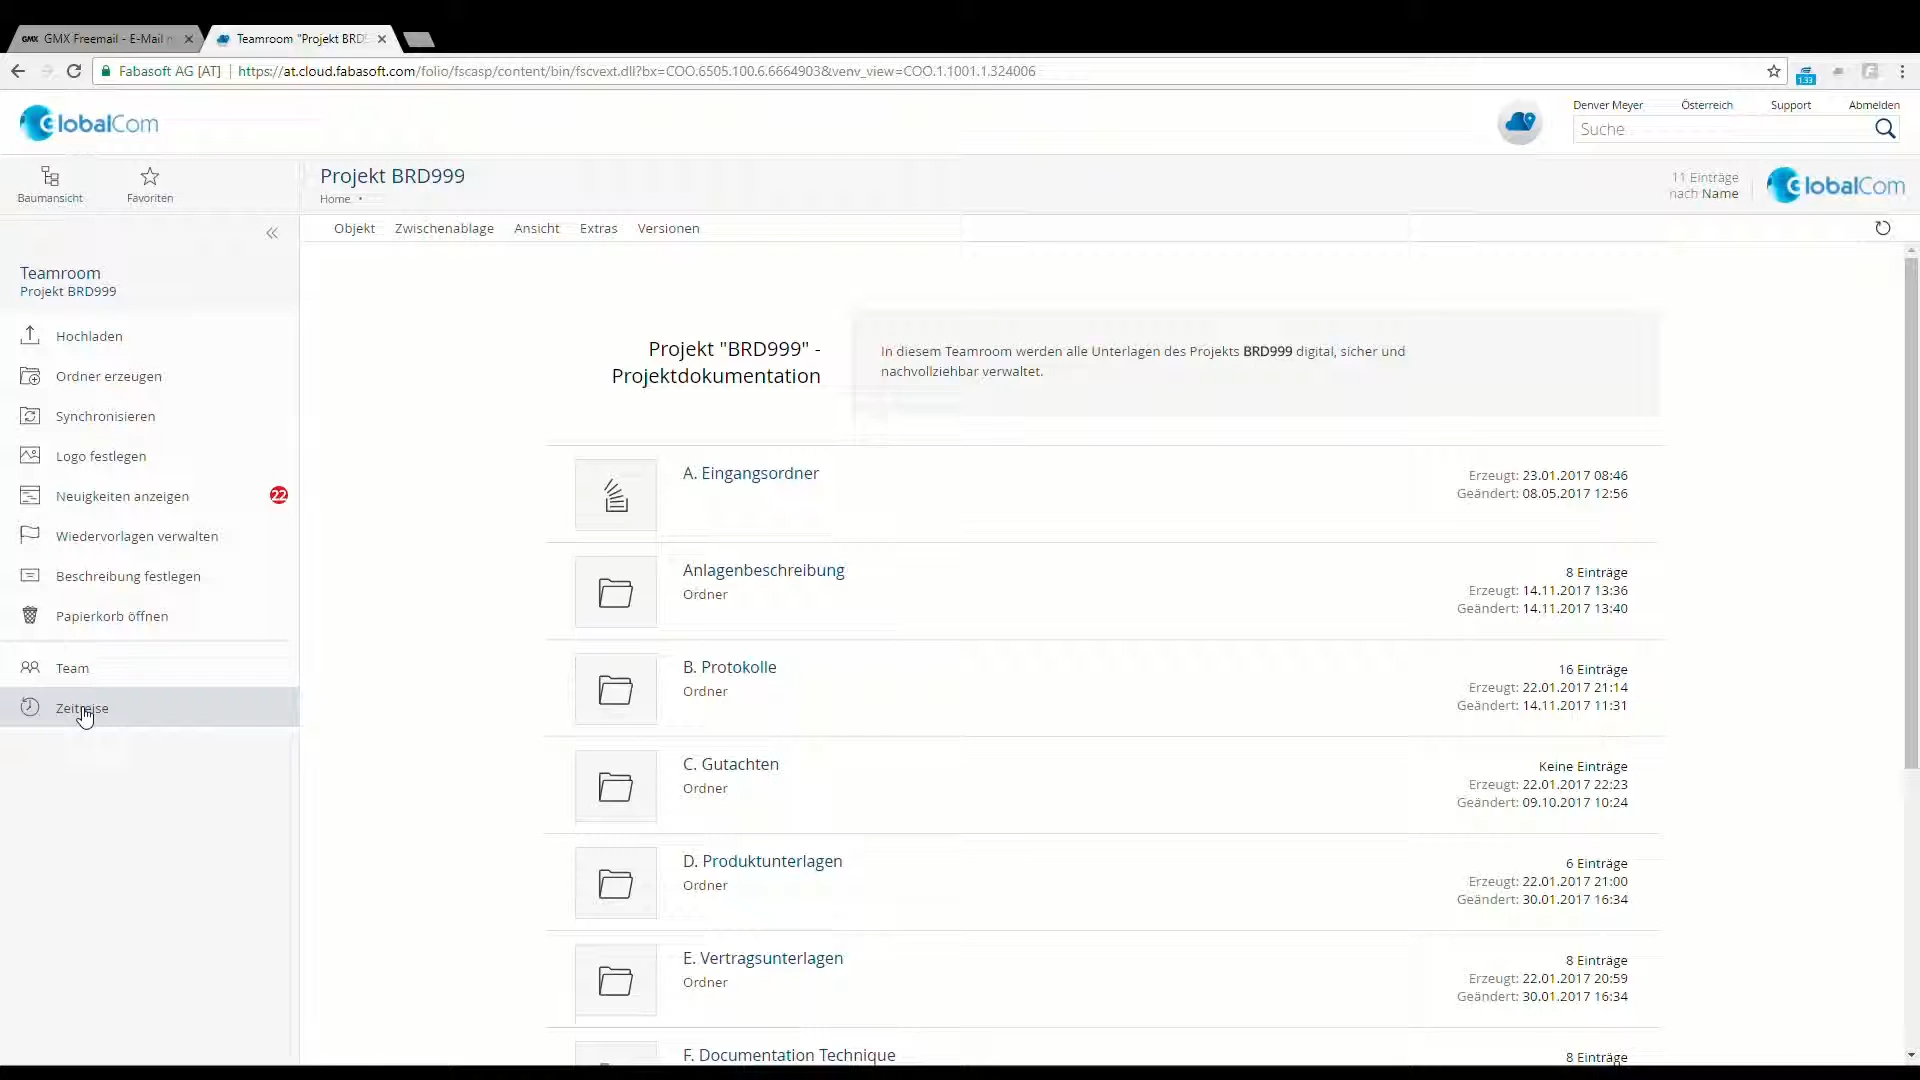 GMX GMX Freemail - E-Mail
Teamroom "Projekt BRD
Fabasoft AG [AT] https://at.cloud.fabasoft.com/folio/fscasp/content/bin/fscvext.dll?bx=COO.6505.100.6.6664903&venv_view=COO.1.1001.1.324006
133
GlobalCom
Denver Meyer Österreich Support Abmelden
Suche
Baumansicht Favoriten
Projekt BRD999
Home
11 Einträge
nach Name
GlobalCom
Objekt Zwischenablage Ansicht Extras Versionen
Teamroom
Projekt BRD999
Hochladen
Ordner erzeugen
Synchronisieren
Logo festlegen
Neuigkeiten anzeigen 22
Wiedervorlagen verwalten
Beschreibung festlegen
Papierkorb öffnen
Team
Zeitreise
Projekt "BRD999" -
Projektdokumentation
In diesem Teamroom werden alle Unterlagen des Projekts BRD999 digital, sicher und
nachvollziehbar verwaltet.
A. Eingangsordner
Erzeugt: 23.01.2017 08:46
Geändert: 08.05.2017 12:56
Anlagenbeschreibung
Ordner
8 Einträge
Erzeugt: 14.11.2017 13:36
Geändert: 14.11.2017 13:40
B. Protokolle
Ordner
16 Einträge
Erzeugt: 22.01.2017 21:14
Geändert: 14.11.2017 11:31
C. Gutachten
Ordner
Keine Einträge
Erzeugt: 22.01.2017 22:23
Geändert: 09.10.2017 10:24
D. Produktunterlagen
Ordner
6 Einträge
Erzeugt: 22.01.2017 21:00
Geändert: 30.01.2017 16:34
E. Vertragsunterlagen
Ordner
8 Einträge
Erzeugt: 22.01.2017 20:59
Geändert: 30.01.2017 16:34
F. Documentation Technique
8 Einträge